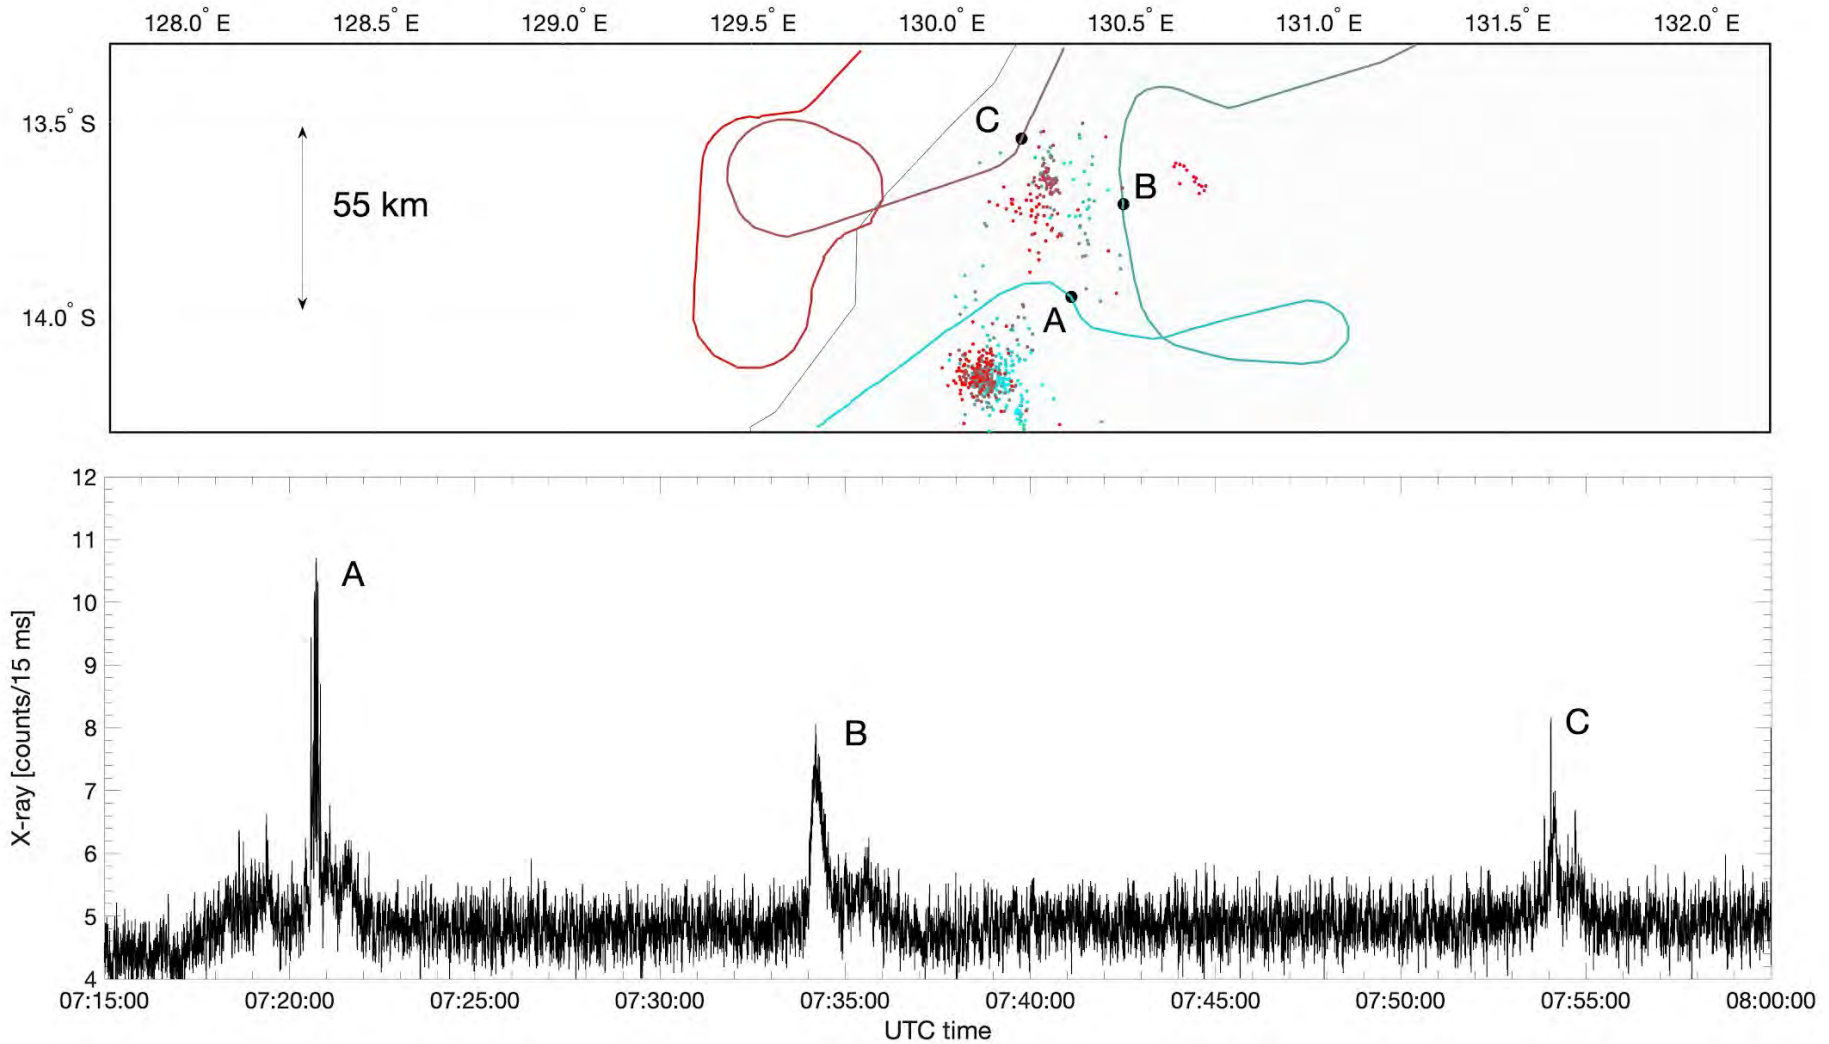 128.0° E 128.5° E 129.0° E 129.5° E 130.0° E 130.5° E 131.0° E 131.5° E 132.0° E
13.5° S
14.0° S
55 km
C
B
A
12
11
10
9
8
7
6
5
4
X-ray [counts/15 ms]
A
B
C
07:15:00 07:20:00 07:25:00 07:30:00 07:35:00 07:40:00 07:45:00 07:50:00 07:55:00 08:00:00
UTC time